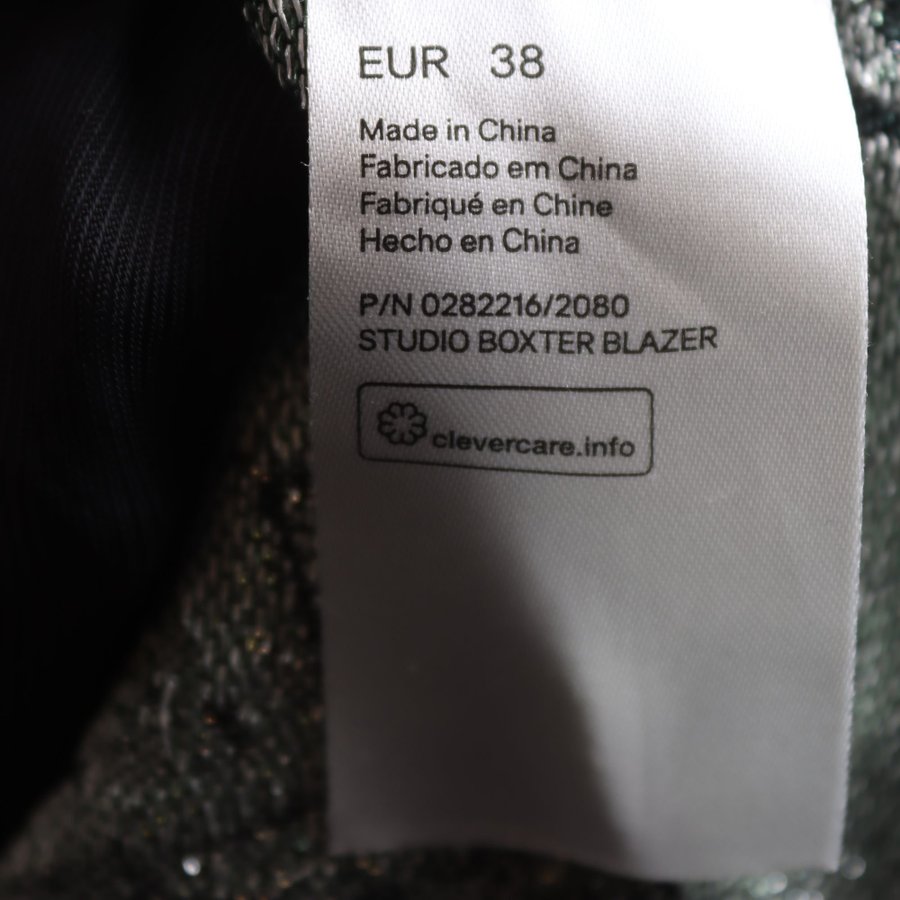 EUR 38
Made in China
Fabricado em China
Fabriqué en Chine
Hecho en China
P/N 0282216/2080
STUDIO BOXTER BLAZER
clevercare.info